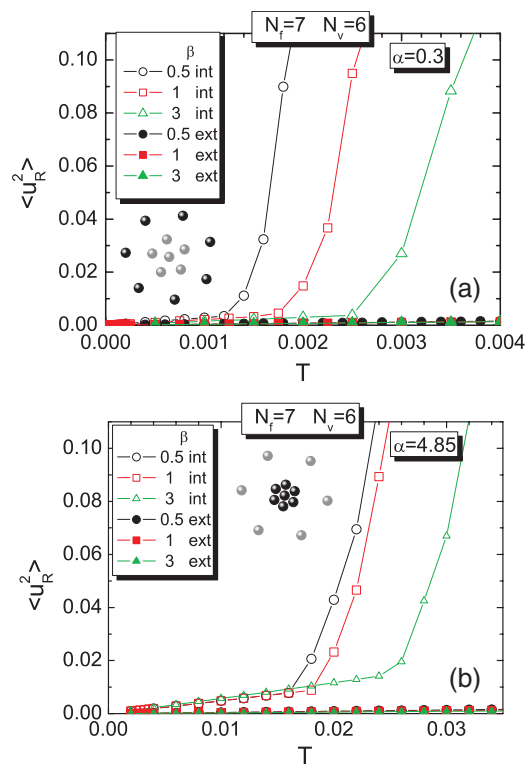 N_f=7 N_v=6
α=0.3
β
0.5 int
1 int
3 int
0.5 ext
1 ext
3 ext
<u_R^2>
0.10
0.08
0.06
0.04
0.02
0.00
(a)
0.000 0.001 0.002 0.003 0.004
T
N_f=7 N_v=6
α=4.85
β
0.5 int
1 int
3 int
0.5 ext
1 ext
3 ext
<u_R^2>
0.10
0.08
0.06
0.04
0.02
0.00
(b)
0.00 0.01 0.02 0.03
T